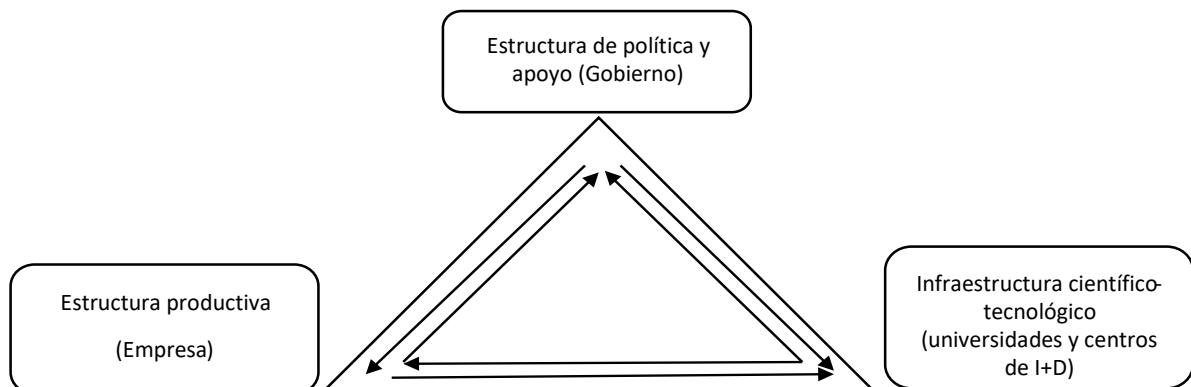 Estructura de política y
apoyo (Gobierno)
Estructura productiva
(Empresa)
Infraestructura científico-
tecnológico
(universidades y centros
de I+D)